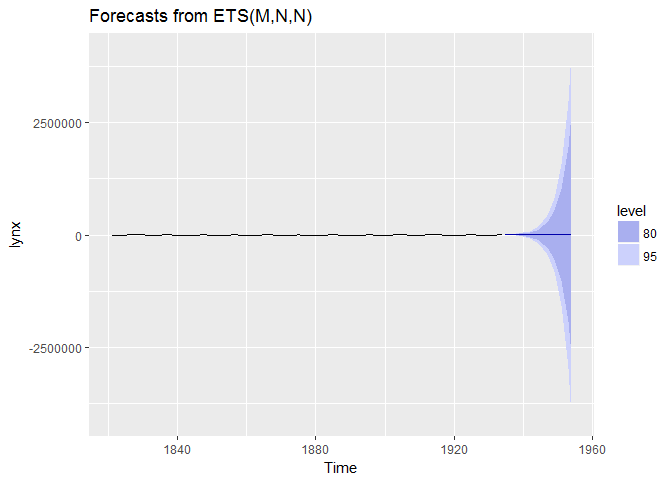 Forecasts from ETS(M,N,N)
2500000
0
-2500000
lynx
1840
1880
1920
1960
Time
level
80
95